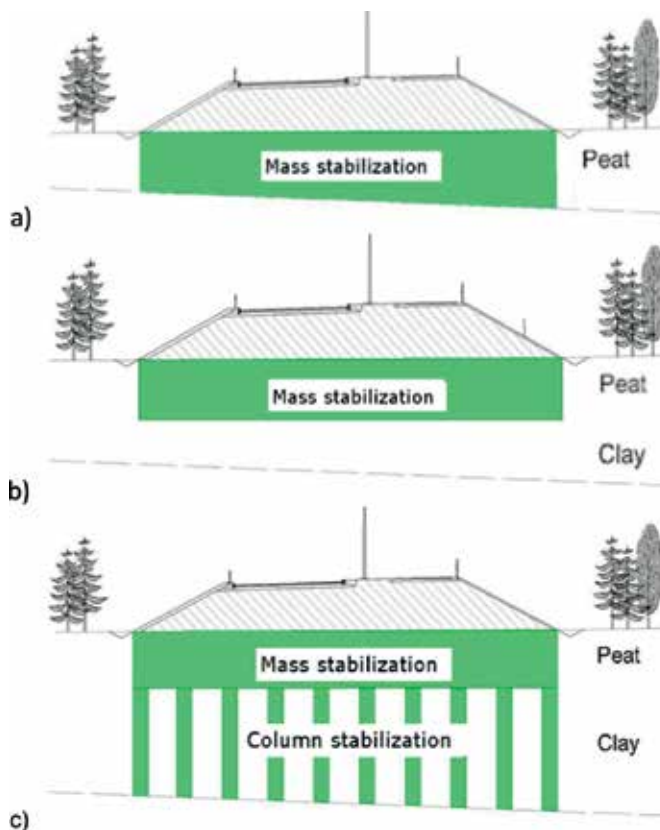 Mass stabilization
Peat
a)
Mass stabilization
Peat
Clay
b)
Mass stabilization
Peat
Column stabilization
Clay
c)